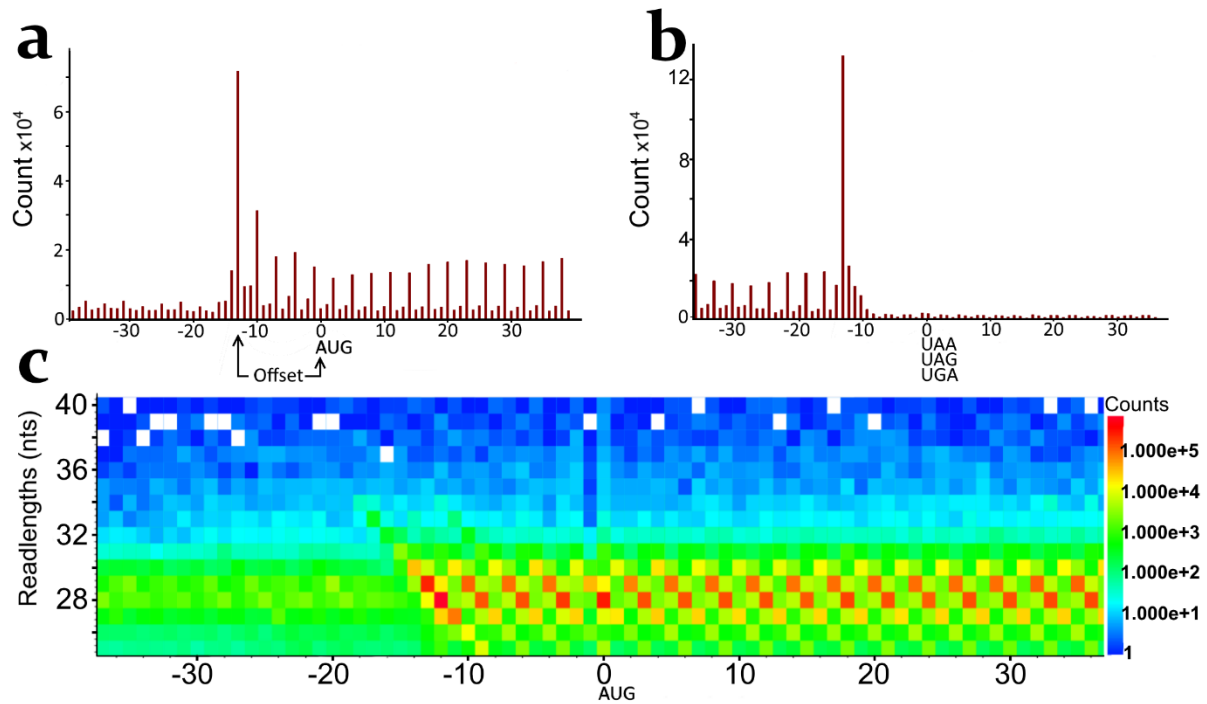 a
Count x10⁴
6
4
2
0
-30 -20 -10 0 10 20 30
AUG
Offset
b
Count x10⁴
12
8
4
0
-30 -20 -10 0 10 20 30
UAA
UAG
UGA
c
Readlengths (nts)
40
36
32
28
-30 -20 -10 0 10 20 30
AUG
Counts
1.000e+5
1.000e+4
1.000e+3
1.000e+2
1.000e+1
1